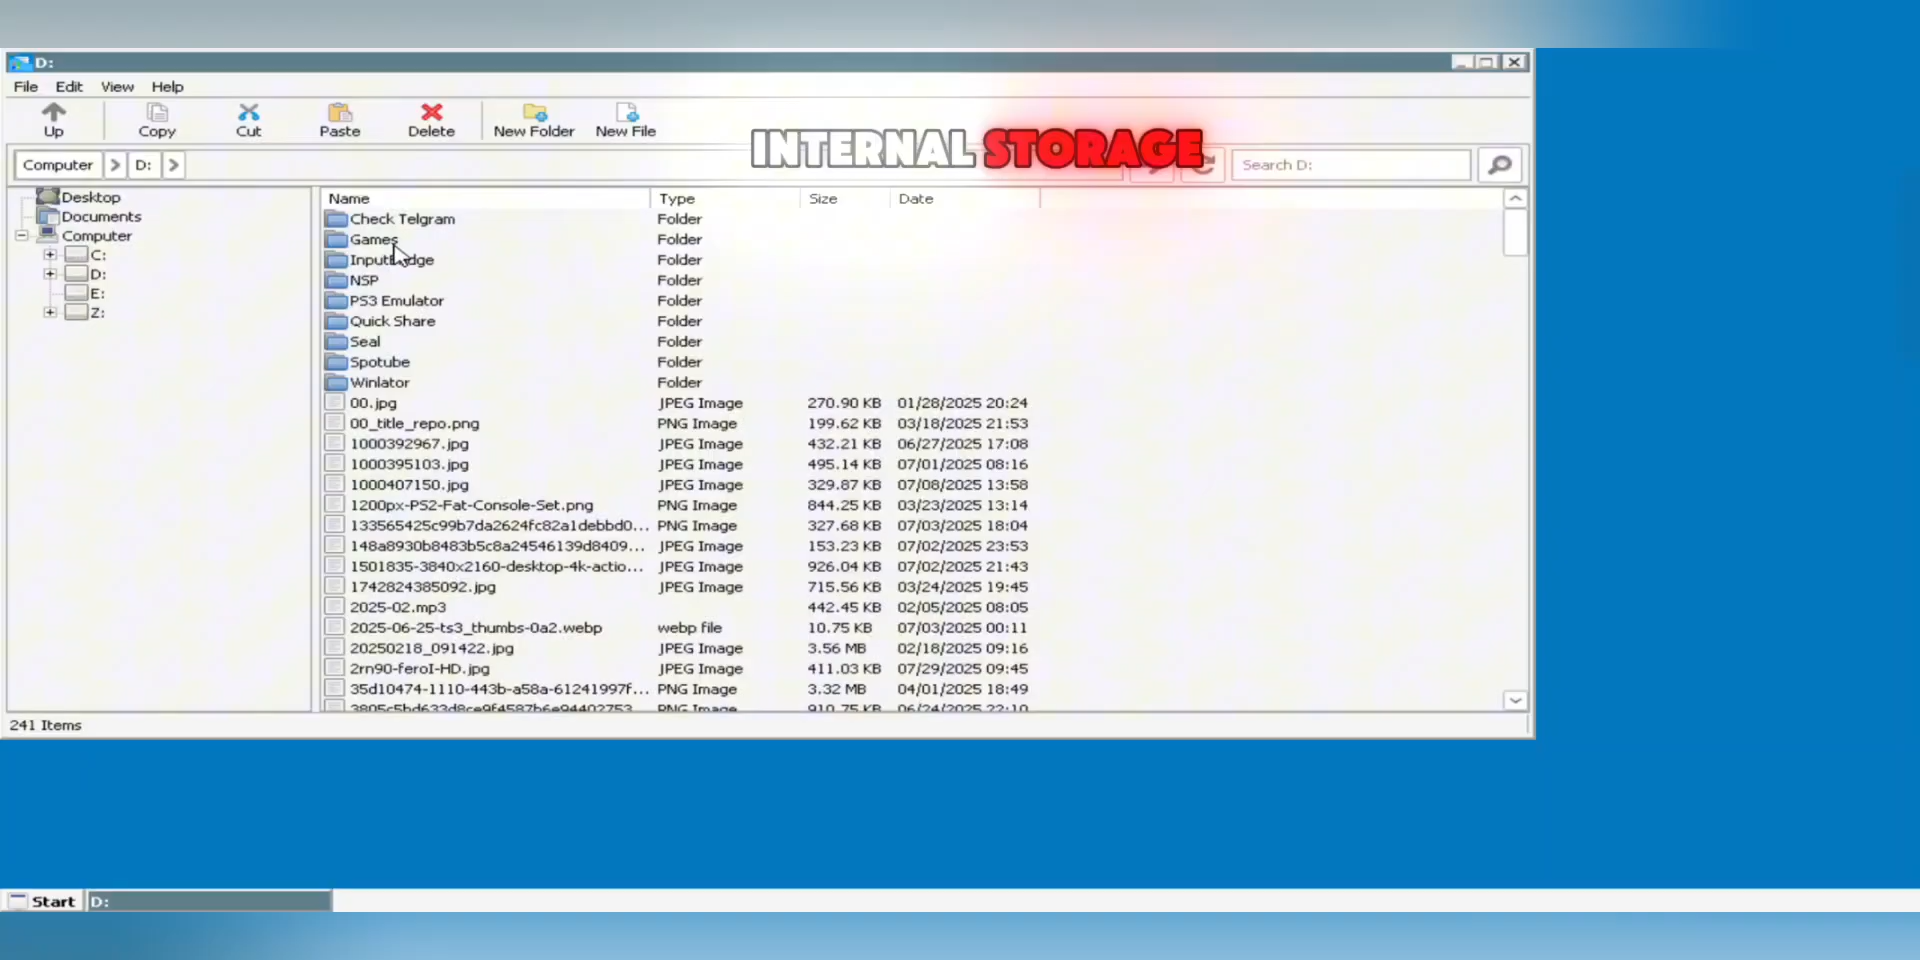 D:
File Edit View Help
Up Copy Cut Paste Delete New Folder New File
INTERNAL STORAGE
Computer > D: > Search D:
Desktop
Documents
Computer
C:
D:
E:
Z:
Name Type Size Date
Check Telgram Folder
Games Folder
Folder
NSP Folder
PS3 Emulator Folder
Quick Share Folder
Seal Folder
Spotube Folder
Winlator Folder
00.jpg JPEG Image 270.90 KB 01/28/2025 20:24
00_title_repo.png PNG Image 199.62 KB 03/18/2025 21:53
1000392967.jpg JPEG Image 432.21 KB 06/27/2025 17:08
1000395103.jpg JPEG Image 495.14 KB 07/01/2025 08:16
1000407150.jpg JPEG Image 329.87 KB 07/08/2025 13:58
1200px-PS2-Fat-Console-Set.png PNG Image 844.25 KB 03/23/2025 13:14
133565425c99b7da2624fc82a1debbd0... PNG Image 327.68 KB 07/03/2025 18:04
148a8930b8483b5c8a24546139d8409... JPEG Image 153.23 KB 07/02/2025 23:53
1501835-3840x2160-desktop-4k-actio... JPEG Image 926.04 KB 07/02/2025 21:43
1742824385092.jpg JPEG Image 715.56 KB 03/24/2025 19:45
2025-02.mp3 442.45 KB 02/05/2025 08:05
2025-06-25-ts3_thumbs-0a2.webp webp file 10.75 KB 07/03/2025 00:11
20250218_091422.jpg JPEG Image 3.56 MB 02/18/2025 09:16
2rn90-feroI-HD.jpg JPEG Image 411.03 KB 07/29/2025 09:45
35d10474-1110-443b-a58a-61241997f... PNG Image 3.32 MB 04/01/2025 18:49
PNG Image 910.75 KB 06/24/2025 22:10
241 Items
Start D: